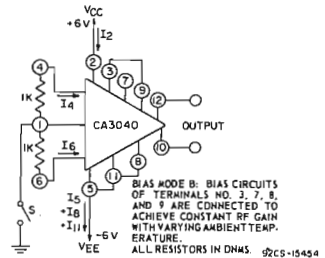 VCC
+6V
I2
2
3
4
7
9
1K
I4
12
1
CA3040
OUTPUT
1K
I6
10
8
6
11
5
S
I5
+I8
+I11
-6V
VEE
BIAS MODE B: BIAS CIRCUITS
OF TERMINALS NO. 3, 7, 8,
AND 9 ARE CONNECTED TO
ACHIEVE CONSTANT RF GAIN
WITH VARYING AMBIENT TEMP-
ERATURE.
ALL RESISTORS IN OHMS.
92CS-15454